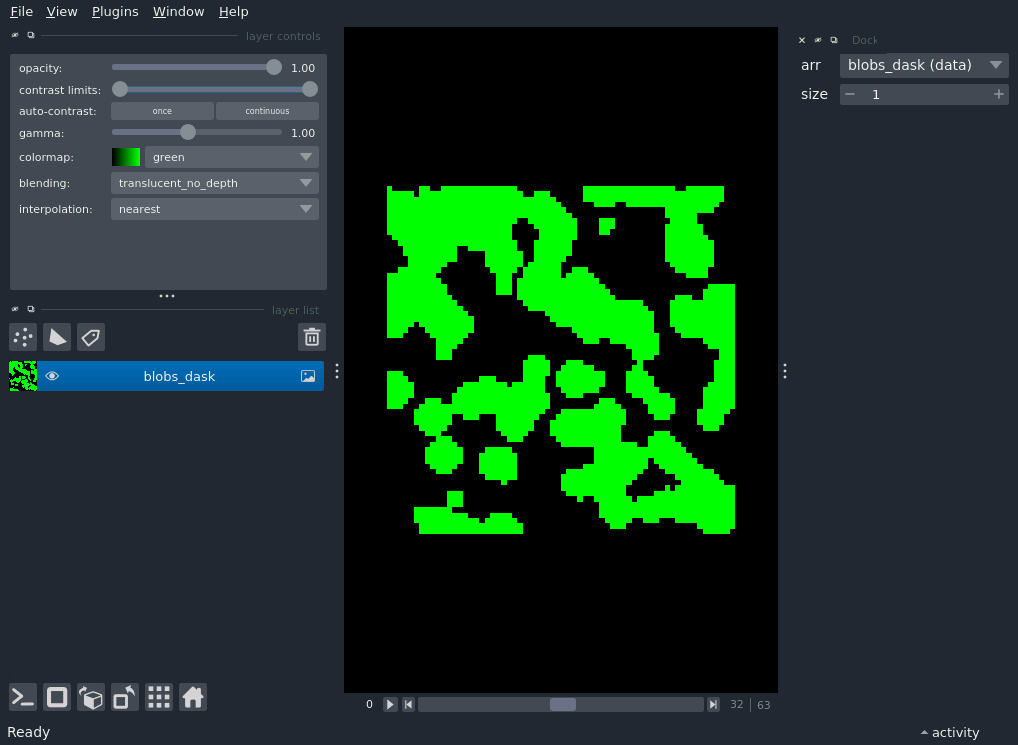 File View Plugins Window Help
layer controls
opacity: 1.00
contrast limits:
auto-contrast: once continuous
gamma: 1.00
colormap: green
blending: translucent_no_depth
interpolation: nearest
layer list
blobs_dask
0 32 63
Ready
Dock
arr blobs_dask (data)
size 1
activity